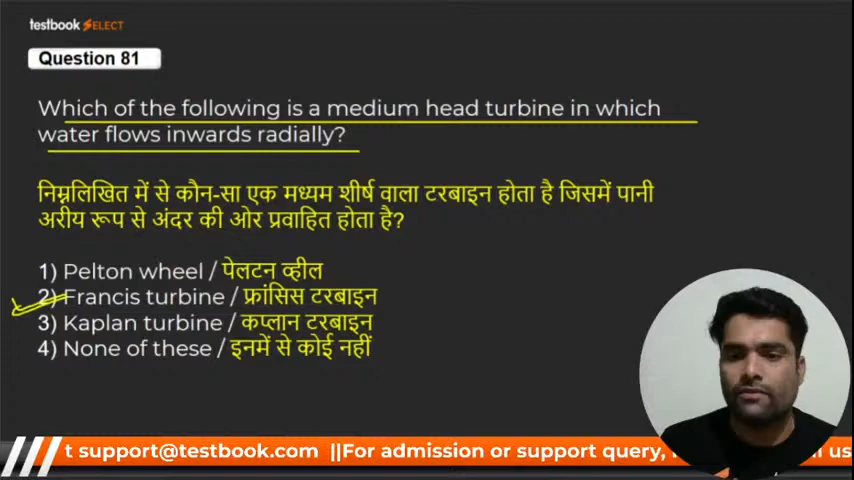 testbook SELECT
Question 81
Which of the following is a medium head turbine in which
water flows inwards radially?
निम्नलिखित में से कौन-सा एक मध्यम शीर्ष वाला टरबाइन होता है जिसमें पानी
अरीय रूप से अंदर की ओर प्रवाहित होता है?
1) Pelton wheel / पेलटन व्हील
2) Francis turbine / फ्रांसिस टरबाइन
3) Kaplan turbine / कप्लान टरबाइन
4) None of these / इनमें से कोई नहीं
t support@testbook.com ||For admission or support query, ll us